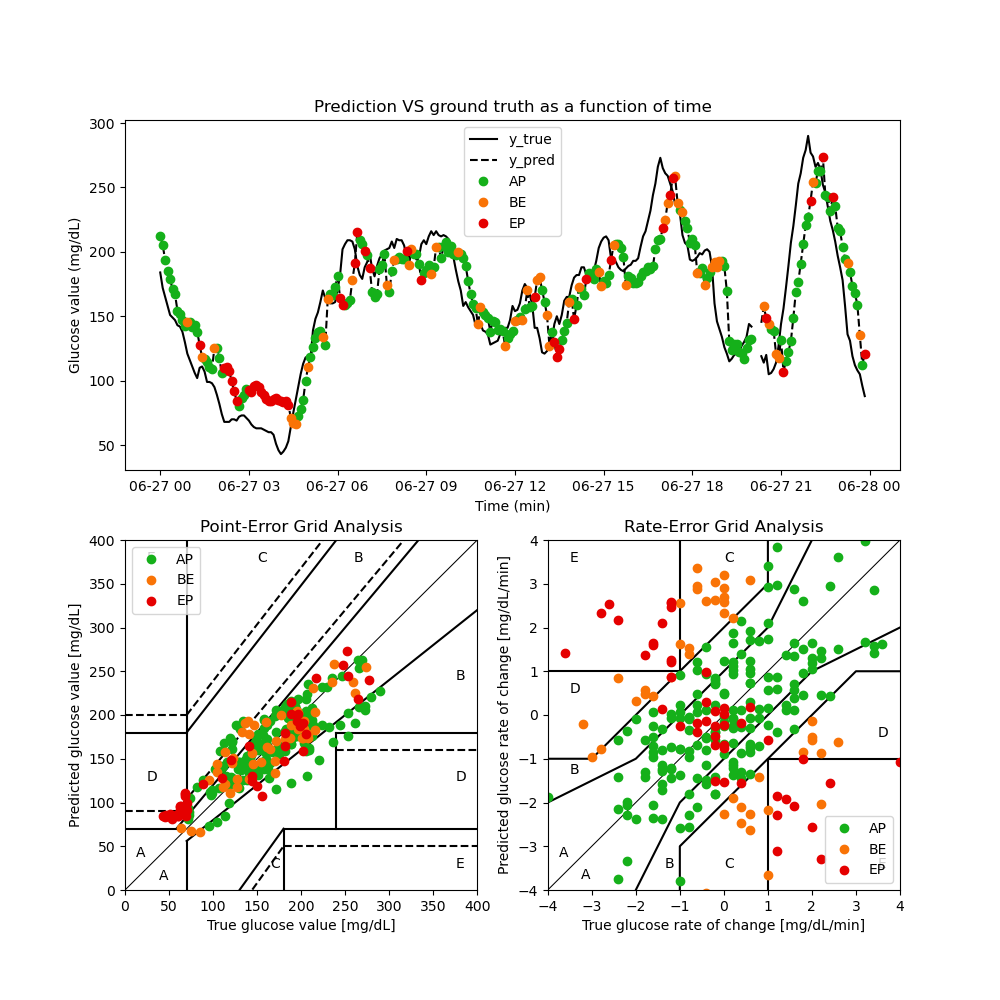 Prediction VS ground truth as a function of time
Glucose value (mg/dL)
300
250
200
150
100
50
y_true
y_pred
AP
BE
EP
06-27 00 06-27 03 06-27 06 06-27 09 06-27 12 06-27 15 06-27 18 06-27 21 06-28 00
Time (min)
Point-Error Grid Analysis
Predicted glucose value [mg/dL]
400
350
300
250
200
150
100
50
0
AP
BE
EP
C
B
B
D
D
A
A
C
E
0 50 100 150 200 250 300 350 400
True glucose value [mg/dL]
Rate-Error Grid Analysis
Predicted glucose rate of change [mg/dL/min]
4
3
2
1
0
−1
−2
−3
−4
E
C
D
D
B
A
A
B
C
AP
BE
EP
−4 −3 −2 −1 0 1 2 3 4
True glucose rate of change [mg/dL/min]